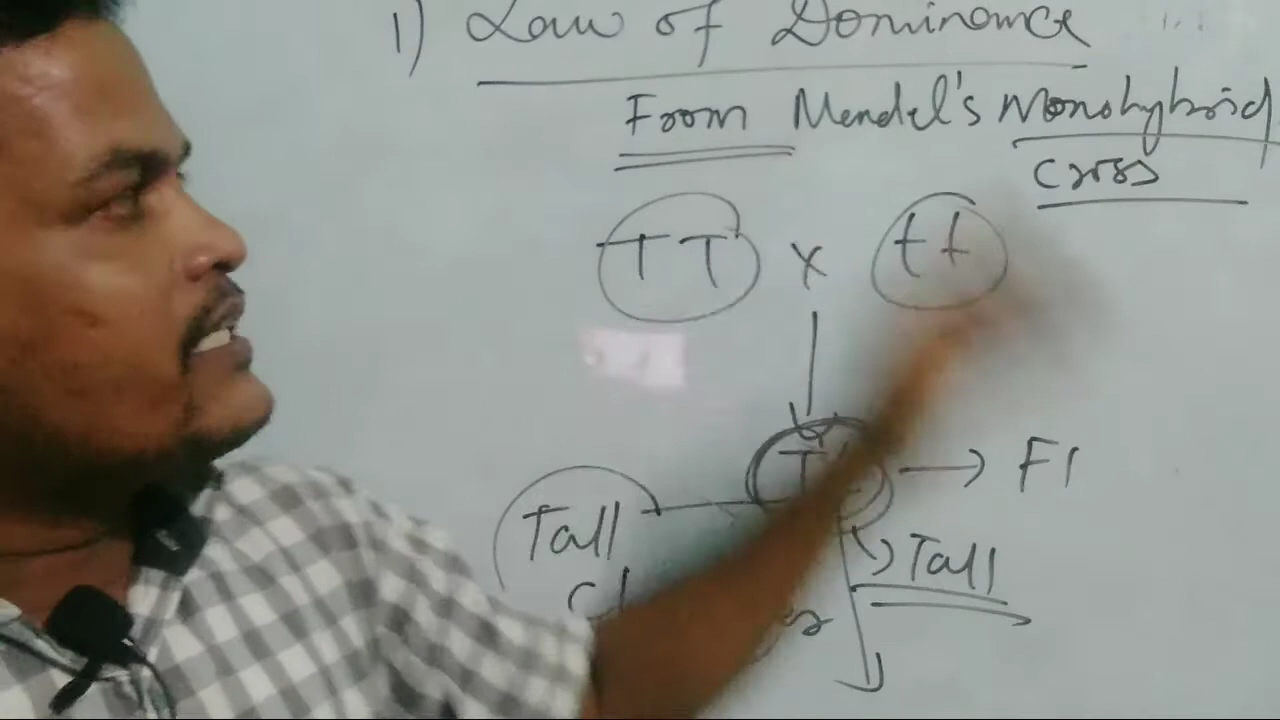 1) Law of Dominance
From Mendel's Monohybrid
cross
TT x tt
T → F1
Tall
Tall